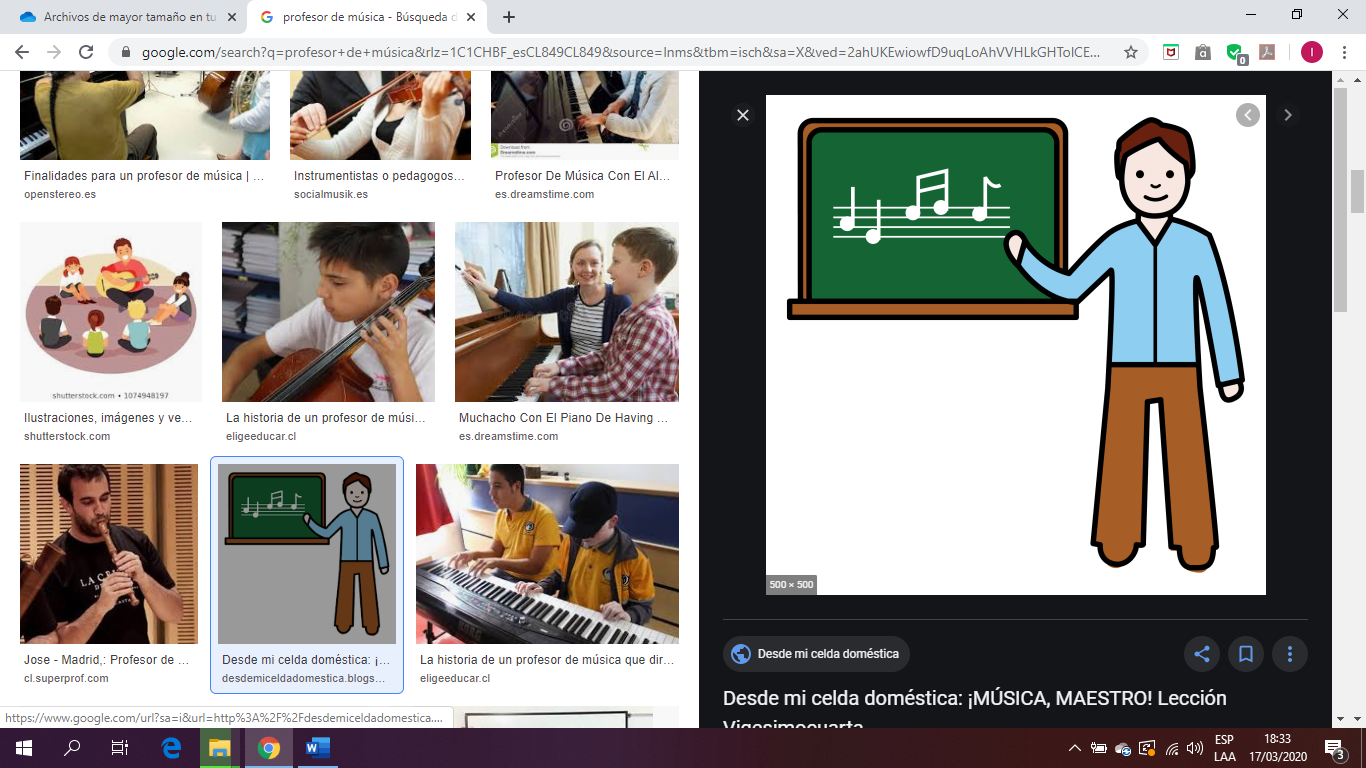 Archivos de mayor tamaño en tu
profesor de música - Búsqueda d
google.com/search?q=profesor+de+música&rlz=1C1CHBF_esCL849CL849&source=lnms&tbm=isch&sa=X&ved=2ahUKEwiowfD9uqLoAhVVHLkGHTolCE...
0
I
Finalidades para un profesor de música | ...
openstereo.es
Instrumentistas o pedagogos...
socialmusik.es
Profesor De Música Con El Al...
es.dreamstime.com
shutterstock.com • 1074948197
Ilustraciones, imágenes y ve...
shutterstock.com
La historia de un profesor de músi...
eligeeducar.cl
Muchacho Con El Piano De Having ...
es.dreamstime.com
Jose - Madrid,: Profesor de ...
cl.superprof.com
Desde mi celda doméstica: ¡...
desdemiceldadomestica.blogs...
La historia de un profesor de música que dir...
eligeeducar.cl
500 × 500
Desde mi celda doméstica
Desde mi celda doméstica: ¡MÚSICA, MAESTRO! Lección
Vigesimocuarta
https://www.google.com/url?sa=i&url=http%3A%2F%2Fdesdemiceldadomestica....
ESP
LAA
18:33
17/03/2020
3